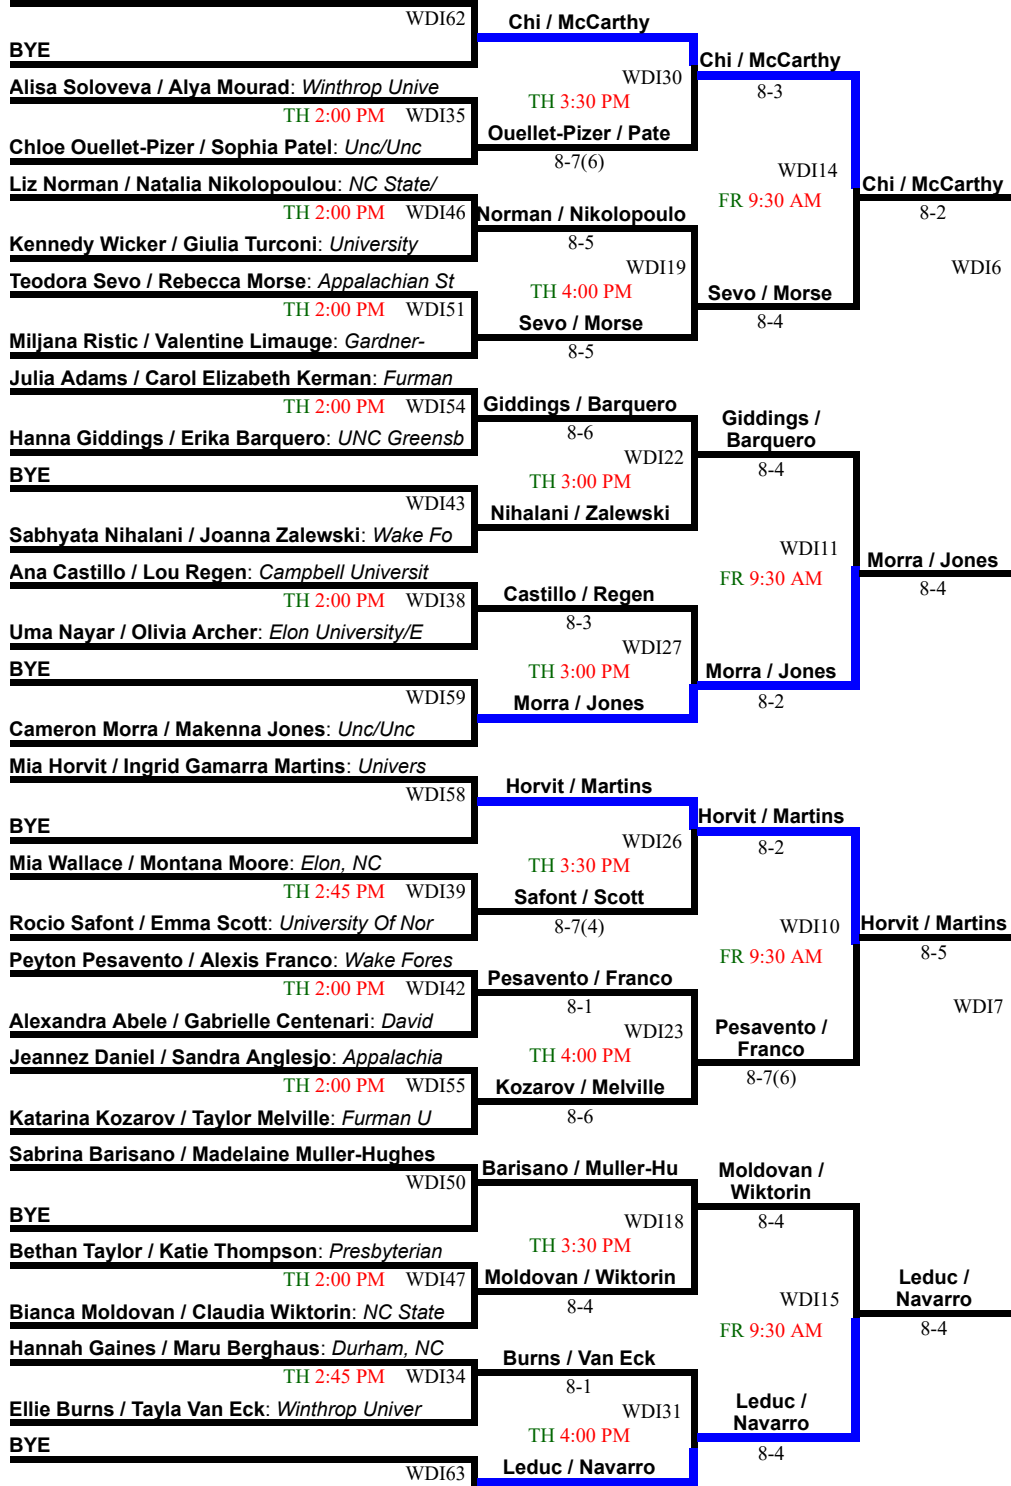 WDI62
Chi / McCarthy
BYE
Chi / McCarthy
WDI30
8-3
Alisa Soloveva / Alya Mourad: Winthrop Unive
TH 3:30 PM
TH 2:00 PM WDI35
Ouellet-Pizer / Pate
Chloe Ouellet-Pizer / Sophia Patel: Unc/Unc
8-7(6)
WDI14
Liz Norman / Natalia Nikolopoulou: NC State/
Chi / McCarthy
FR 9:30 AM
8-2
TH 2:00 PM WDI46
Norman / Nikolopoulo
Kennedy Wicker / Giulia Turconi: University
8-5
WDI19
WDI6
Teodora Sevo / Rebecca Morse: Appalachian St
TH 4:00 PM
Sevo / Morse
TH 2:00 PM WDI51
Sevo / Morse
8-4
Miljana Ristic / Valentine Limauge: Gardner-
8-5
Julia Adams / Carol Elizabeth Kerman: Furman
TH 2:00 PM WDI54
Giddings / Barquero
Giddings /
Barquero
Hanna Giddings / Erika Barquero: UNC Greensb
8-6
WDI22
8-4
BYE
TH 3:00 PM
WDI43
Nihalani / Zalewski
Sabhyata Nihalani / Joanna Zalewski: Wake Fo
WDI11
Morra / Jones
Ana Castillo / Lou Regen: Campbell Universit
FR 9:30 AM
8-4
TH 2:00 PM WDI38
Castillo / Regen
Uma Nayar / Olivia Archer: Elon University/E
8-3
WDI27
BYE
TH 3:00 PM
Morra / Jones
WDI59
Morra / Jones
8-2
Cameron Morra / Makenna Jones: Unc/Unc
Mia Horvit / Ingrid Gamarra Martins: Univers
WDI58
Horvit / Martins
BYE
Horvit / Martins
WDI26
8-2
Mia Wallace / Montana Moore: Elon, NC
TH 3:30 PM
TH 2:45 PM WDI39
Safont / Scott
Rocio Safont / Emma Scott: University Of Nor
8-7(4)
WDI10
Horvit / Martins
Peyton Pesavento / Alexis Franco: Wake Fores
FR 9:30 AM
8-5
TH 2:00 PM WDI42
Pesavento / Franco
Alexandra Abele / Gabrielle Centenari: David
8-1
WDI23
WDI7
Pesavento /
Franco
Jeannez Daniel / Sandra Anglesjo: Appalachia
TH 4:00 PM
8-7(6)
TH 2:00 PM WDI55
Kozarov / Melville
Katarina Kozarov / Taylor Melville: Furman U
8-6
Sabrina Barisano / Madelaine Muller-Hughes
WDI50
Barisano / Muller-Hu
Moldovan /
Wiktorin
BYE
WDI18
8-4
Bethan Taylor / Katie Thompson: Presbyterian
TH 3:30 PM
TH 2:00 PM WDI47
Moldovan / Wiktorin
Bianca Moldovan / Claudia Wiktorin: NC State
8-4
WDI15
Leduc /
Navarro
FR 9:30 AM
8-4
Hannah Gaines / Maru Berghaus: Durham, NC
TH 2:45 PM WDI34
Burns / Van Eck
Ellie Burns / Tayla Van Eck: Winthrop Univer
8-1
WDI31
Leduc /
Navarro
BYE
TH 4:00 PM
8-4
WDI63
Leduc / Navarro